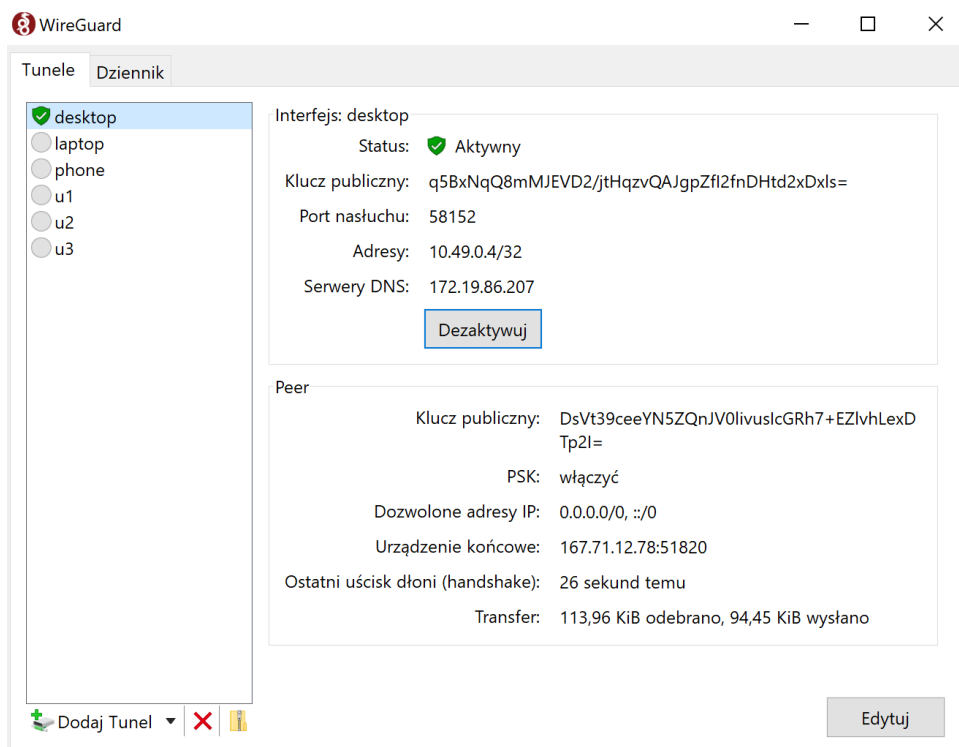 WireGuard
Tunele
Dziennik
desktop
laptop
phone
u1
u2
u3
Interfejs: desktop
Status: Aktywny
Klucz publiczny: q5BxNqQ8mMJEVD2/jtHqzvQAJgpZfl2fnDHtd2xDxls=
Port nasłuchu: 58152
Adresy: 10.49.0.4/32
Serwery DNS: 172.19.86.207
Dezaktywuj
Peer
Klucz publiczny: DsVt39ceeYN5ZQnJV0livuslcGRh7+EZlvhLexD
Tp2I=
PSK: włączyć
Dozwolone adresy IP: 0.0.0.0/0, ::/0
Urządzenie końcowe: 167.71.12.78:51820
Ostatni uścisk dłoni (handshake): 26 sekund temu
Transfer: 113,96 KiB odebrano, 94,45 KiB wysłano
Dodaj Tunel
Edytuj